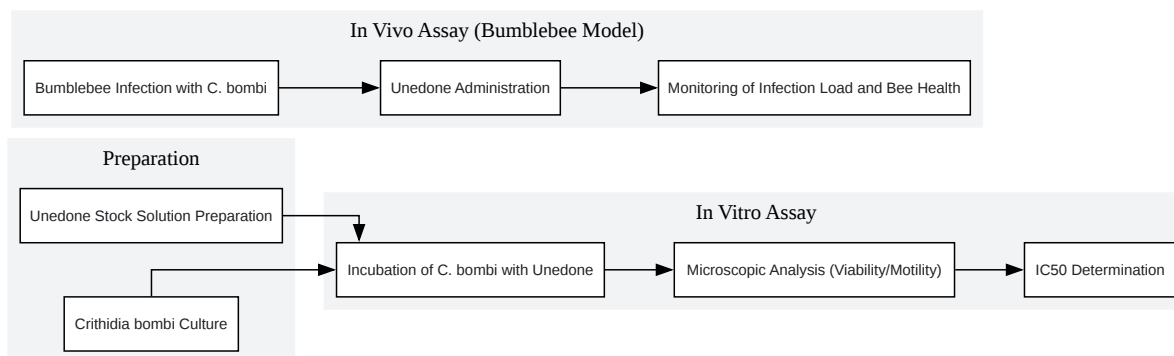 In Vivo Assay (Bumblebee Model)
Bumblebee Infection with C. bombi
Unedone Administration
Monitoring of Infection Load and Bee Health
Preparation
Unedone Stock Solution Preparation
Crithidia bombi Culture
In Vitro Assay
Incubation of C. bombi with Unedone
Microscopic Analysis (Viability/Motility)
IC50 Determination